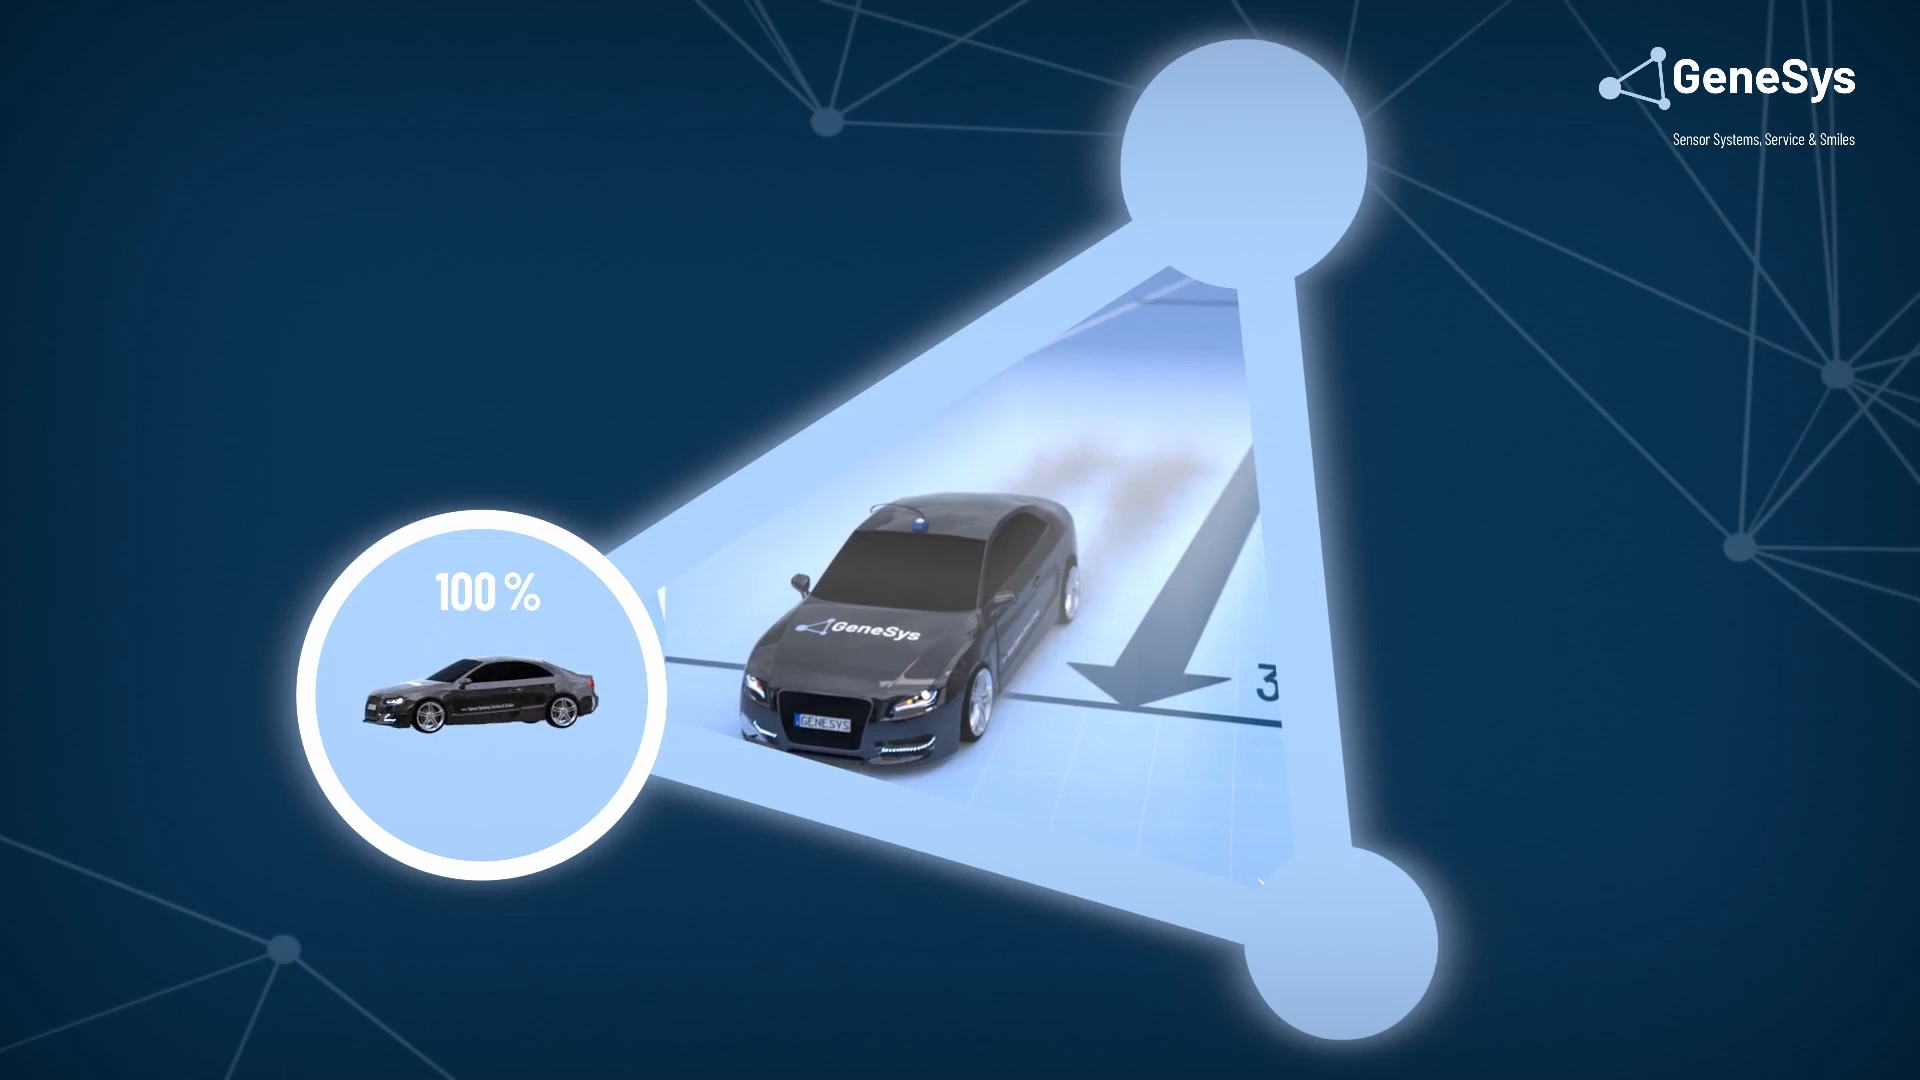 GeneSys
Sensor Systems, Service & Smiles
100 %
GeneSys
GENESYS
3